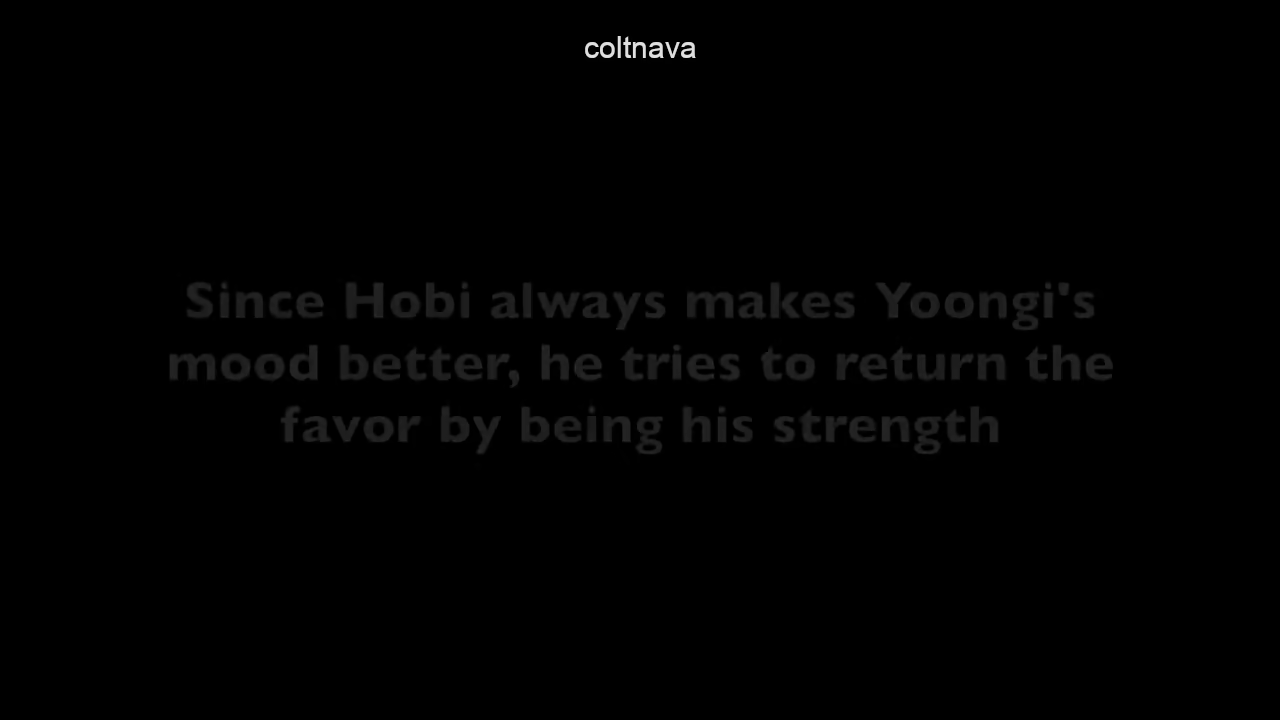 coltnava
Since Hobi always makes Yoongi's
mood better, he tries to return the
favor by being his strength